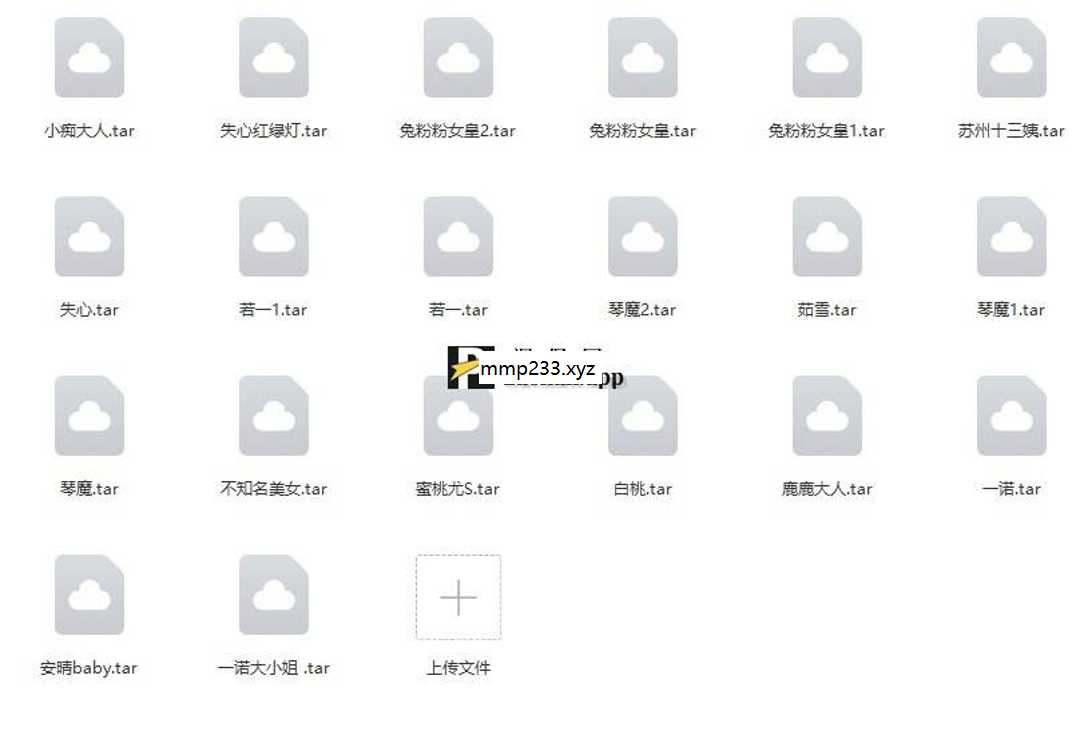 小痴大人.tar
失心红绿灯.tar
兔粉粉女皇2.tar
兔粉粉女皇.tar
兔粉粉女皇1.tar
苏州十三姨.tar
失心.tar
若一1.tar
若一.tar
琴魔2.tar
茹雪.tar
琴魔1.tar
mmp233.xyz
pp
琴魔.tar
不知名美女.tar
蜜桃尤S.tar
白桃.tar
鹿鹿大人.tar
一诺.tar
安晴baby.tar
一诺大小姐 .tar
上传文件